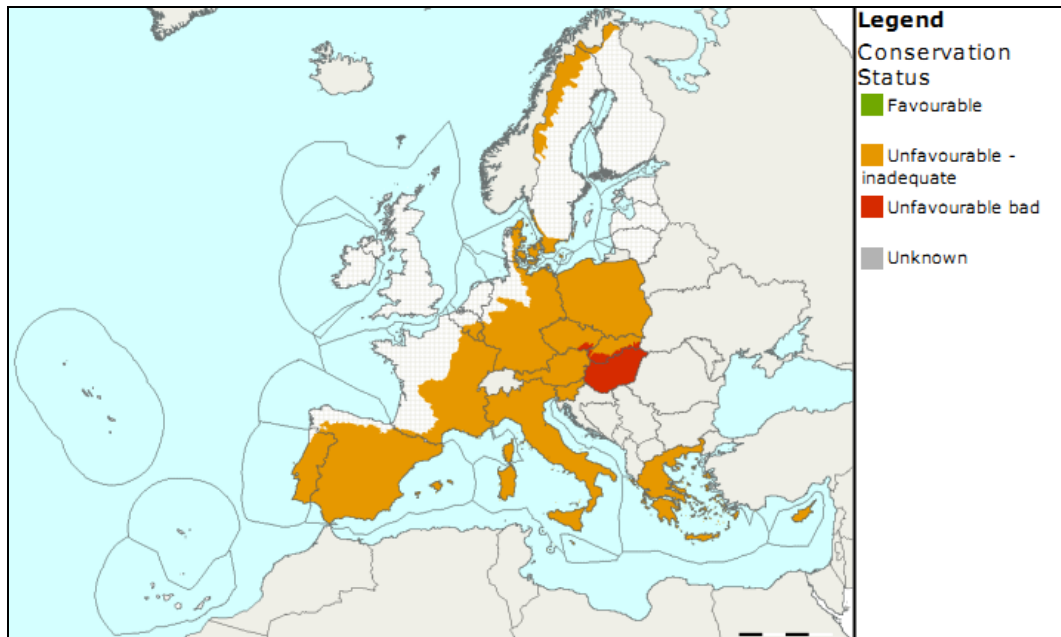 Legend
Conservation
Status
Favourable
Unfavourable -
inadequate
Unfavourable bad
Unknown